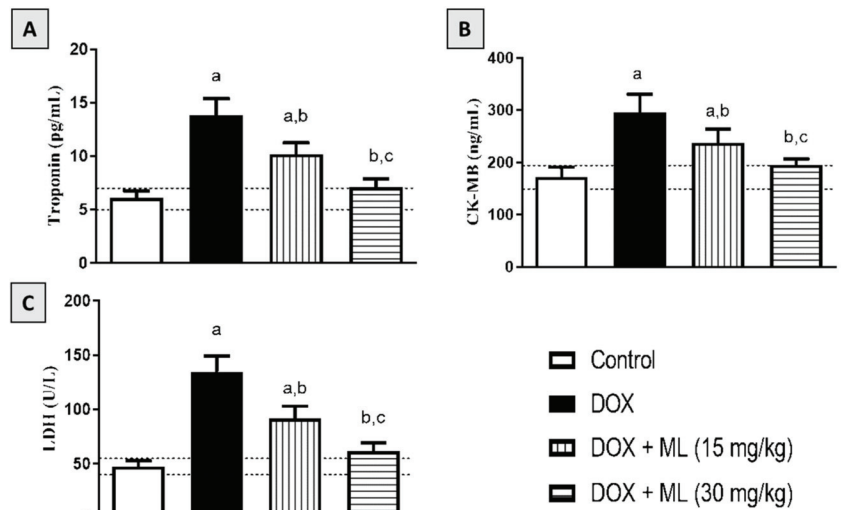 A
20
15
10
5
0
Troponin (pg/mL)
a
a,b
b,c
B
400
300
200
100
0
CK-MB (ng/mL)
a
a,b
b,c
C
200
150
100
50
LDH (U/L)
a
a,b
b,c
Control
DOX
DOX + ML (15 mg/kg)
DOX + ML (30 mg/kg)